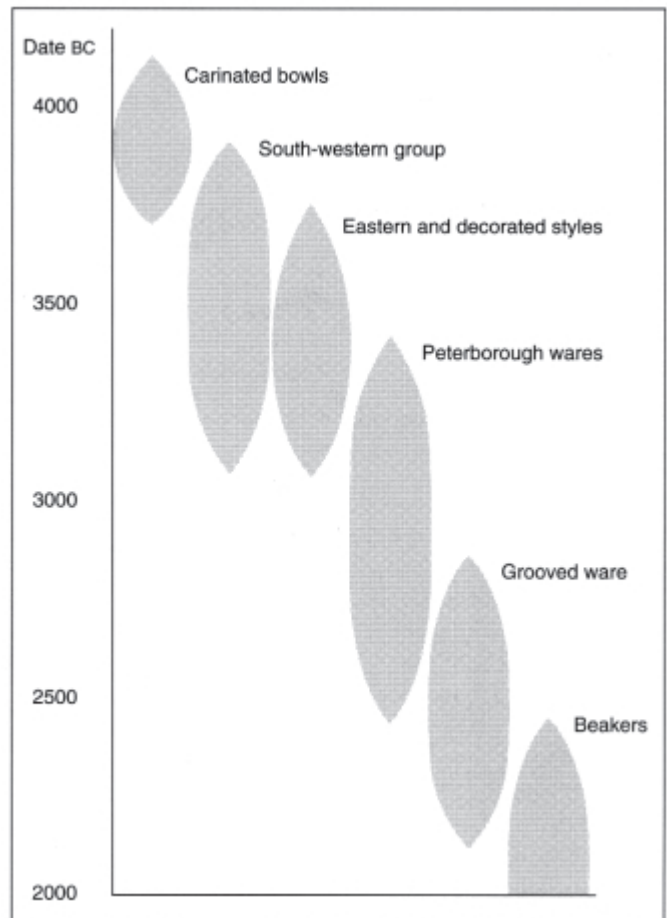 Date BC
Carinated bowls
4000
South-western group
Eastern and decorated styles
3500
Peterborough wares
3000
Grooved ware
2500
Beakers
2000